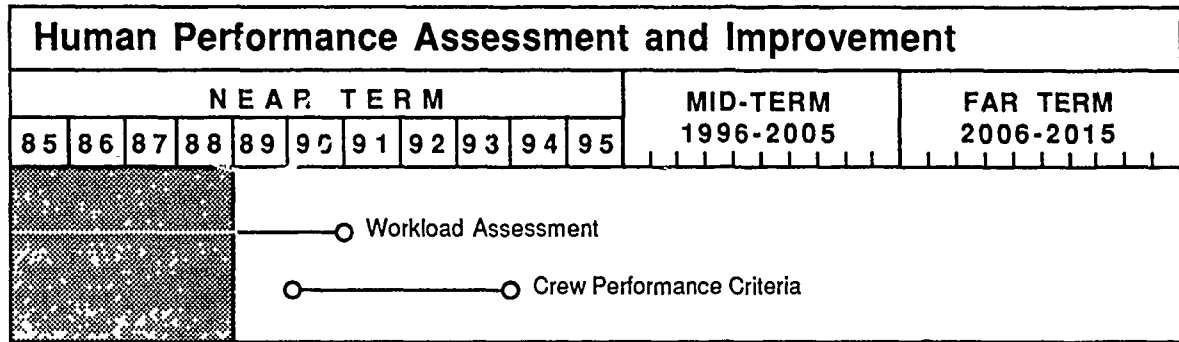 Human Performance Assessment and Improvement
NEAR TERM
MID-TERM
1996-2005
FAR TERM
2006-2015
85 86 87 88 89 90 91 92 93 94 95
Workload Assessment
Crew Performance Criteria